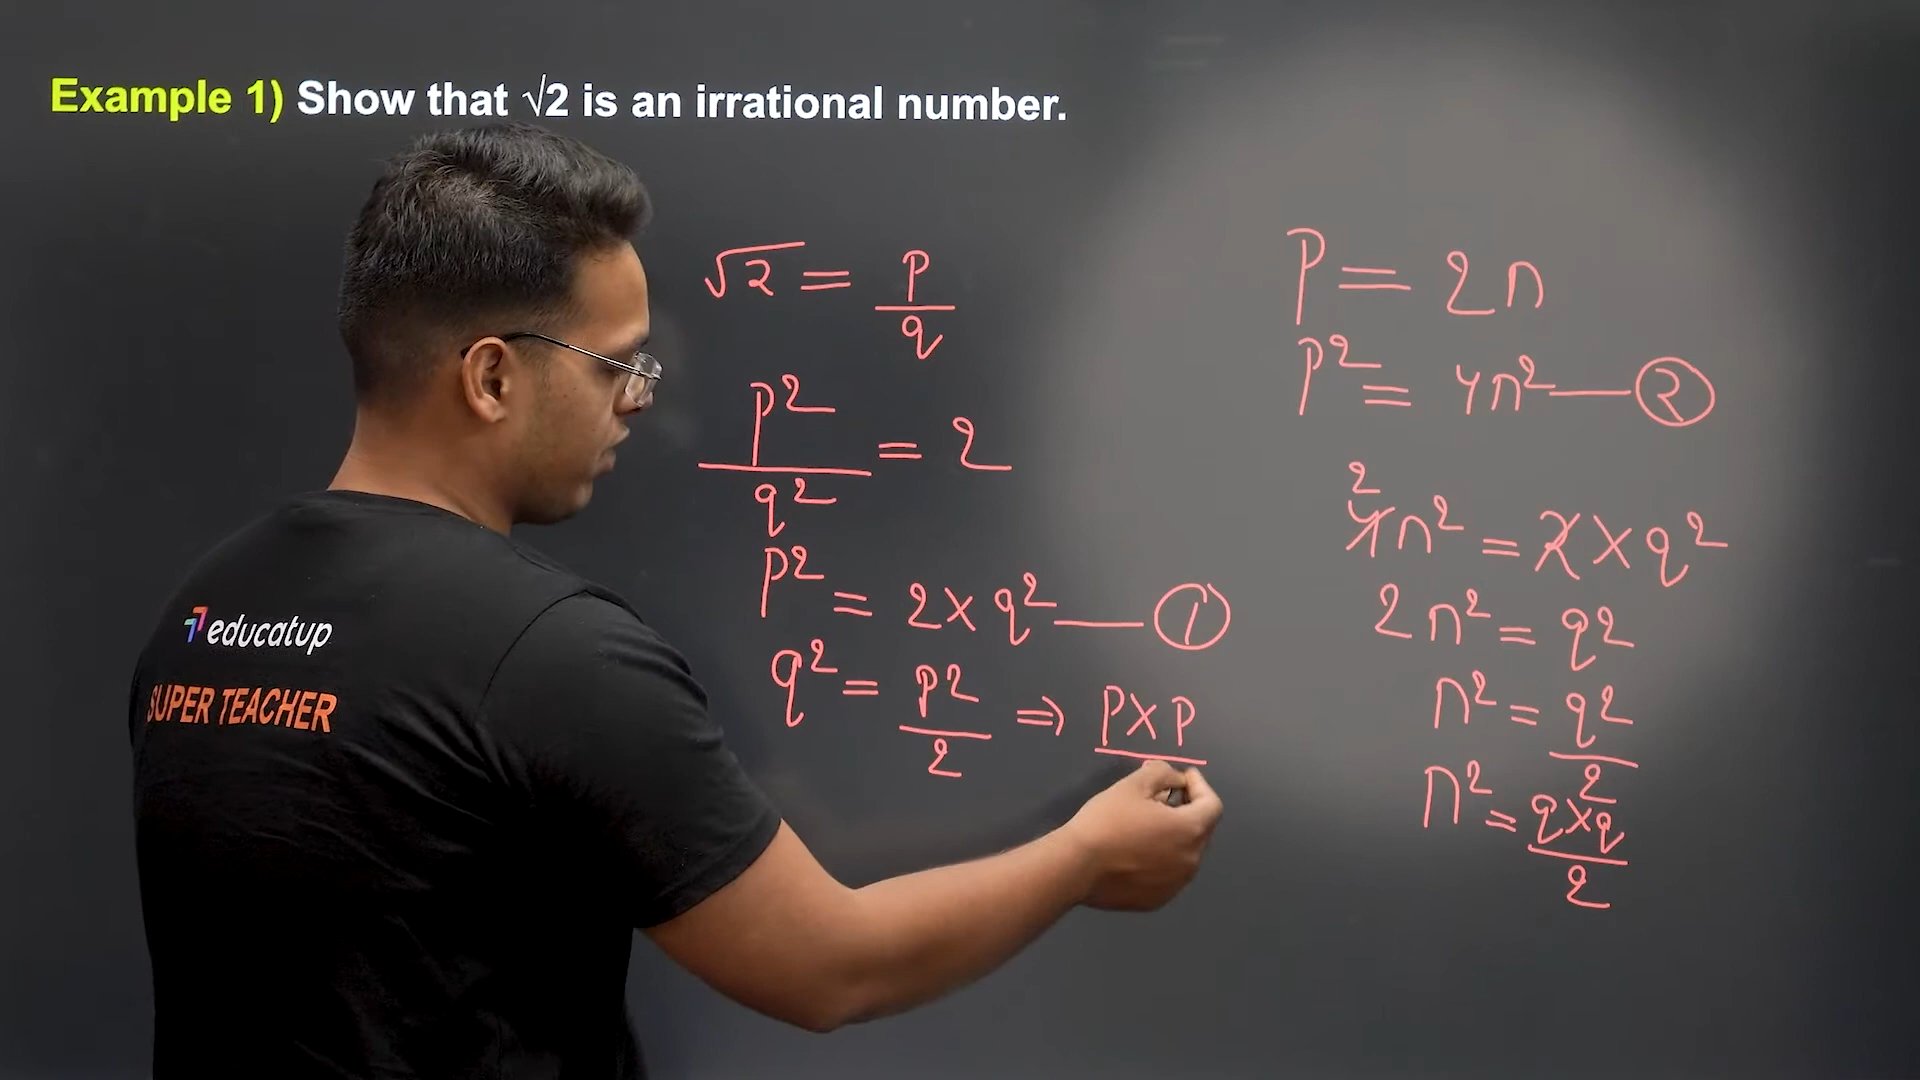 Example 1) Show that √2 is an irrational number.
√2 = p/q
p²/q² = 2
p² = 2 × q² — ①
q² = p²/2 ⇒ p×p
p = 2n
p² = 4n² — ②
2
4n² = 2 × q²
2n² = q²
n² = q²/2
n² = q×q/2
educatup
SUPER TEACHER